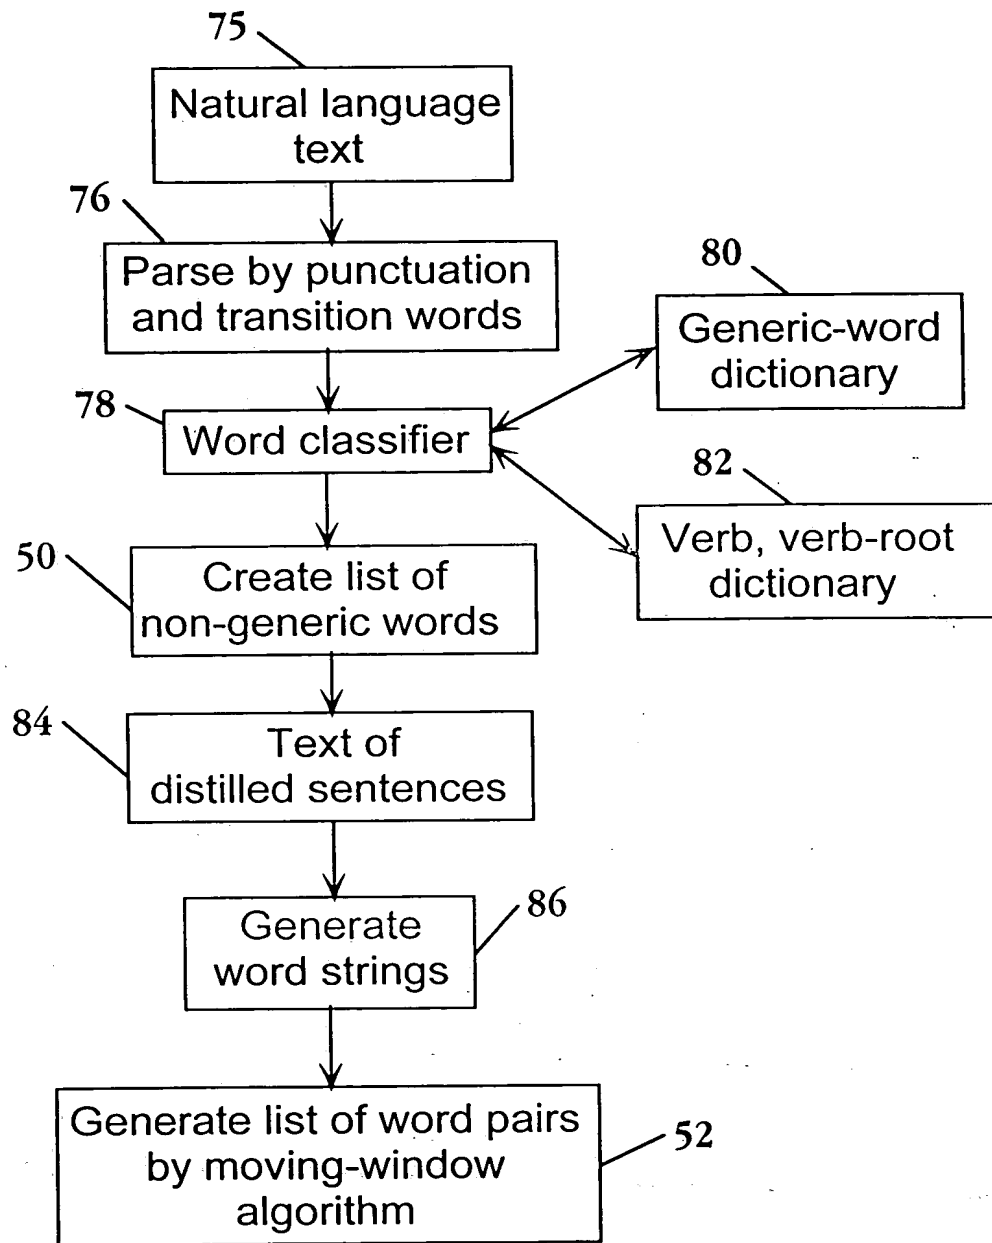 75
Natural language
text
76
Parse by punctuation
and transition words
80
Generic-word
dictionary
78
Word classifier
82
Verb, verb-root
dictionary
50
Create list of
non-generic words
84
Text of
distilled sentences
86
Generate
word strings
Generate list of word pairs
by moving-window
algorithm
52